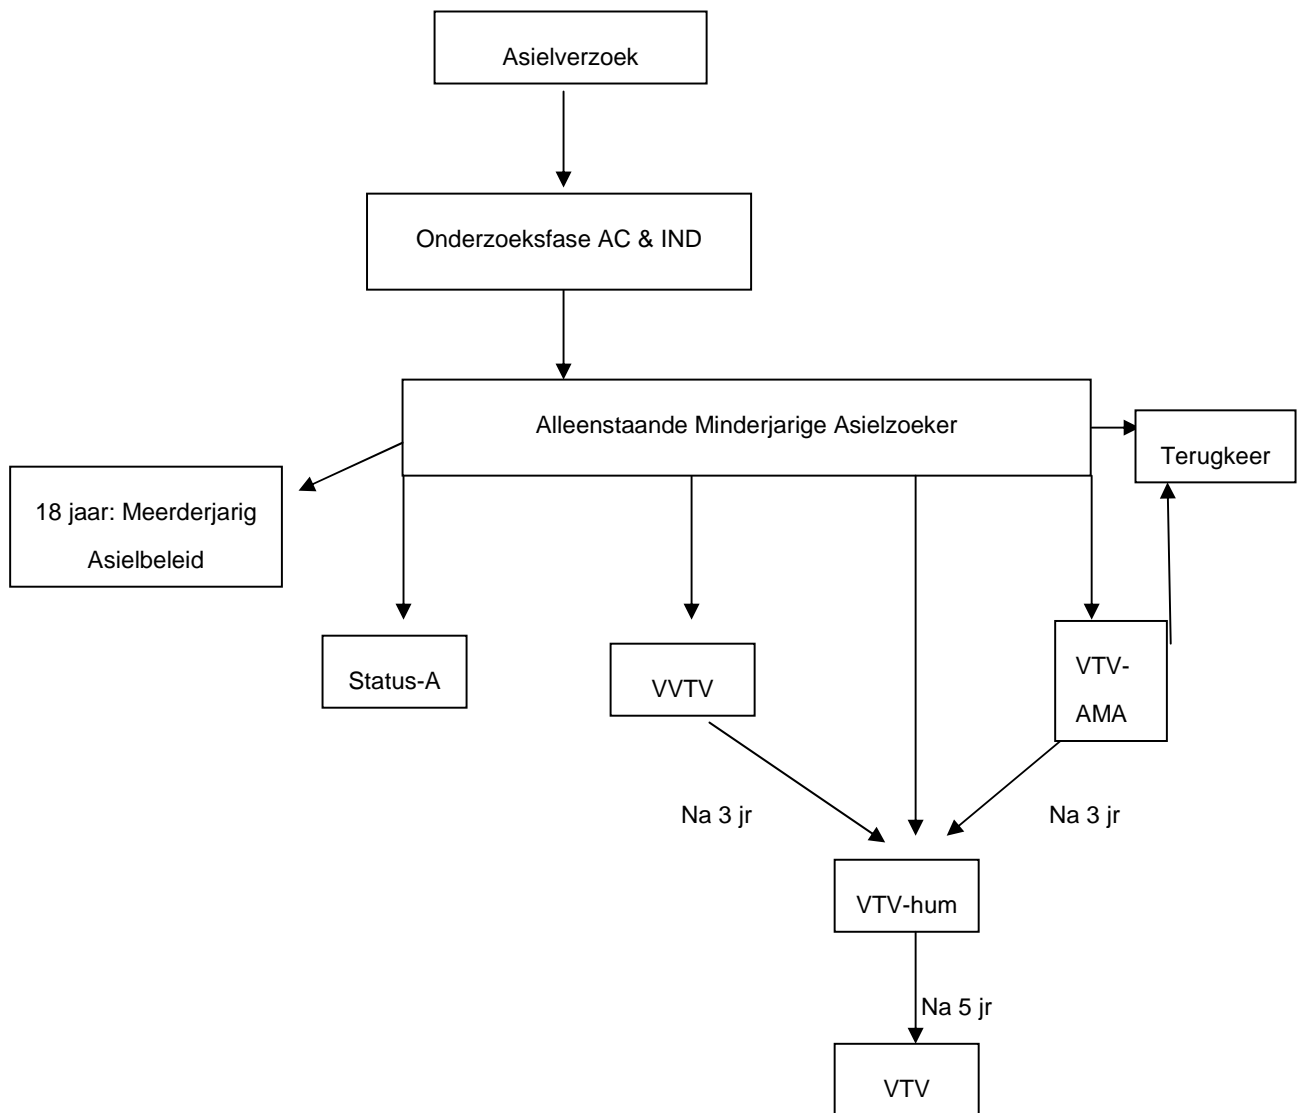 Asielverzoek
Onderzoeksfase AC & IND
Alleenstaande Minderjarige Asielzoeker
Terugkeer
18 jaar: Meerderjarig
Asielbeleid
Status-A
VVTV
VTV-
AMA
Na 3 jr
Na 3 jr
VTV-hum
Na 5 jr
VTV